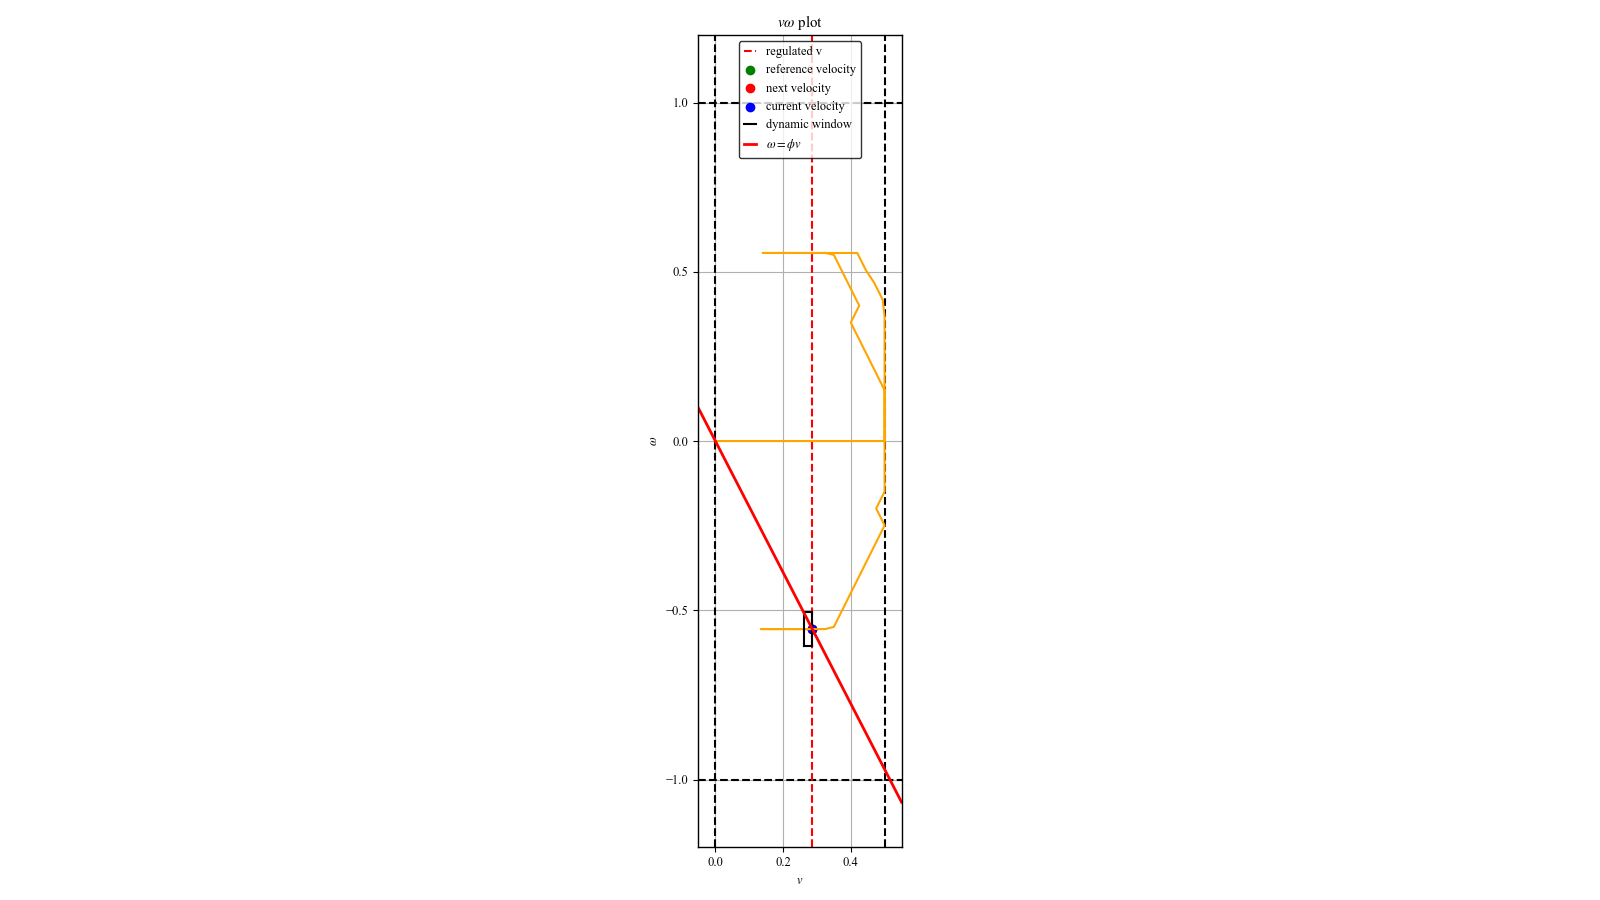 vω plot
regulated v
reference velocity
next velocity
current velocity
dynamic window
ω = ϕv
1.0
0.5
0.0
−0.5
−1.0
ω
0.0 0.2 0.4
v